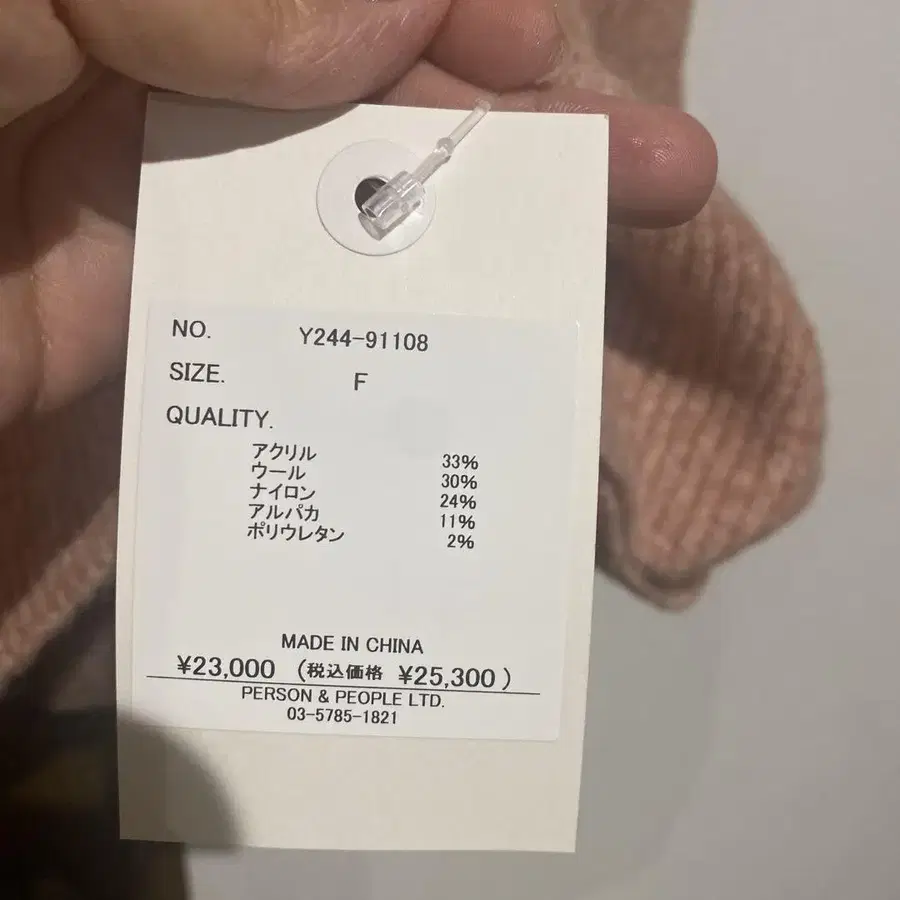 NO. Y244-91108
SIZE. F
QUALITY.
アクリル 33%
ウール 30%
ナイロン 24%
アルパカ 11%
ポリウレタン 2%
MADE IN CHINA
¥23,000 (税込価格 ¥25,300)
PERSON & PEOPLE LTD.
03-5785-1821